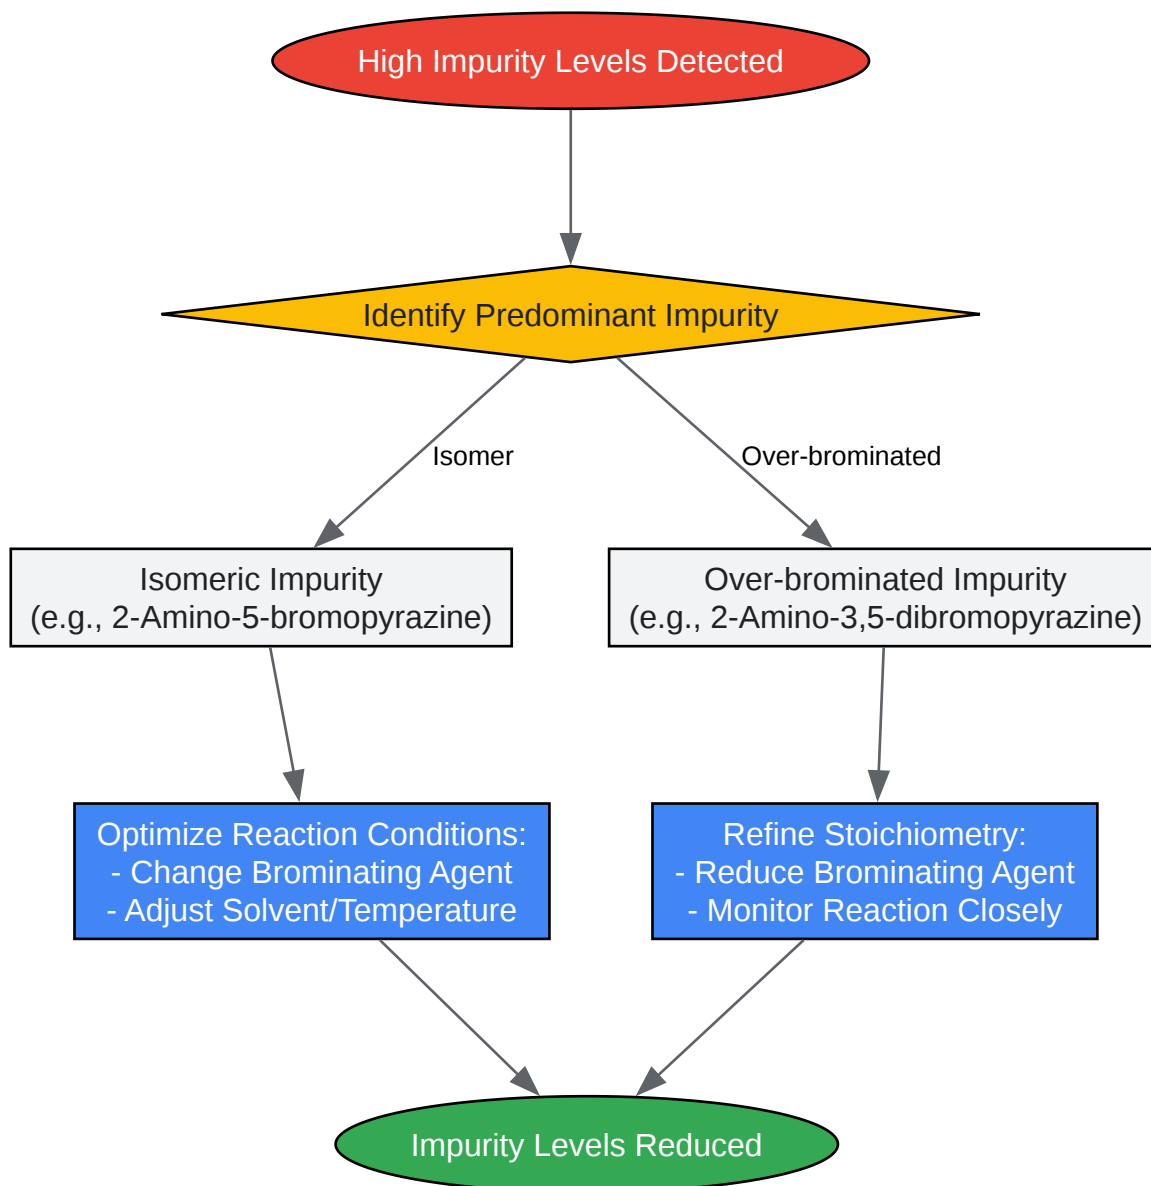 High Impurity Levels Detected
Identify Predominant Impurity
Isomer
Over-brominated
Isomeric Impurity
(e.g., 2-Amino-5-bromopyrazine)
Over-brominated Impurity
(e.g., 2-Amino-3,5-dibromopyrazine)
Optimize Reaction Conditions:
- Change Brominating Agent
- Adjust Solvent/Temperature
Refine Stoichiometry:
- Reduce Brominating Agent
- Monitor Reaction Closely
Impurity Levels Reduced